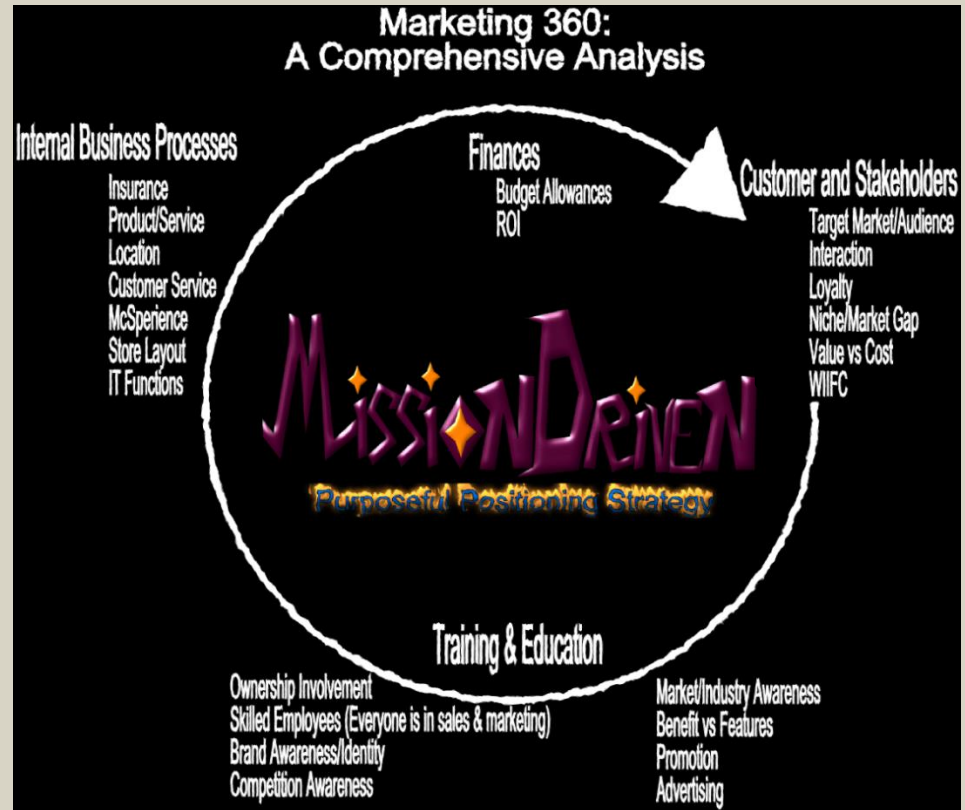 Marketing 360:
A Comprehensive Analysis
Internal Business Processes
Insurance
Product/Service
Location
Customer Service
McSperience
Store Layout
IT Functions
Finances
Budget Allowances
ROI
Customer and Stakeholders
Target Market/Audience
Interaction
Loyalty
Niche/Market Gap
Value vs Cost
WIIFC
MissionDriven
Purposeful Positioning Strategy
Training & Education
Ownership Involvement
Skilled Employees (Everyone is in sales & marketing)
Brand Awareness/Identity
Competition Awareness
Market/Industry Awareness
Benefit vs Features
Promotion
Advertising